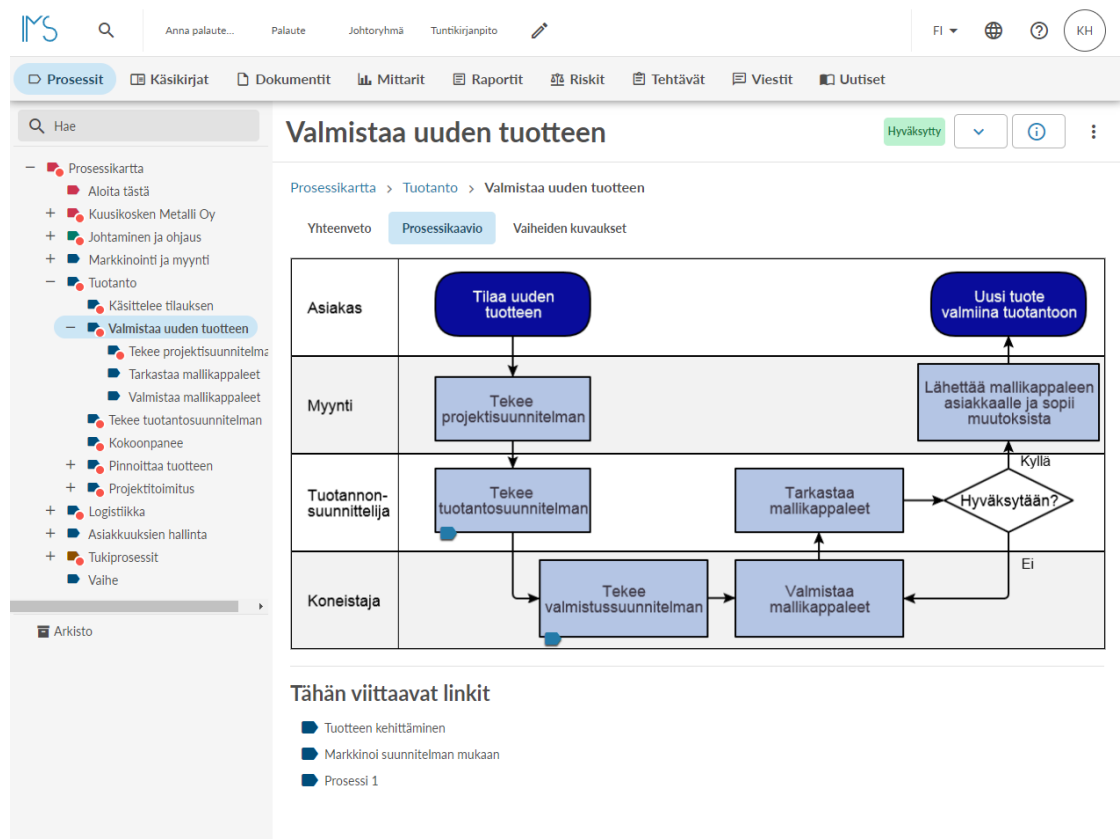 IMS
Anna palaute...
Palaute
Johtoryhmä
Tuntikirjanpito
FI
KH
Prosessit
Käsikirjat
Dokumentit
Mittarit
Raportit
Riskit
Tehtävät
Viestit
Uutiset
Hae
Prosessikartta
Aloita tästä
Kuusikosken Metalli Oy
Johtaminen ja ohjaus
Markkinointi ja myynti
Tuotanto
Käsittelee tilauksen
Valmistaa uuden tuotteen
Tekee projektisuunnitelma
Tarkastaa mallikappaleet
Valmistaa mallikappaleet
Tekee tuotantosuunnitelman
Kokoonpanee
Pinnoittaa tuotteen
Projektitoimitus
Logistiikka
Asiakkuuksien hallinta
Tukiprosessit
Vaihe
Arkisto
Valmistaa uuden tuotteen
Hyväksytty
Prosessikartta > Tuotanto > Valmistaa uuden tuotteen
Yhteenveto
Prosessikaavio
Vaiheiden kuvaukset
Asiakas
Tilaa uuden
tuotteen
Uusi tuote
valmiina tuotantoon
Myynti
Tekee
projektisuunnitelman
Lähettää mallikappaleen
asiakkaalle ja sopii
muutoksista
Kyllä
Tuotannon-
suunnittelija
Tekee
tuotantosuunnitelman
Tarkastaa
mallikappaleet
Hyväksytään?
Ei
Koneistaja
Tekee
valmistussuunnitelman
Valmistaa
mallikappaleet
Tähän viittaavat linkit
Tuotteen kehittäminen
Markkinoi suunnitelman mukaan
Prosessi 1